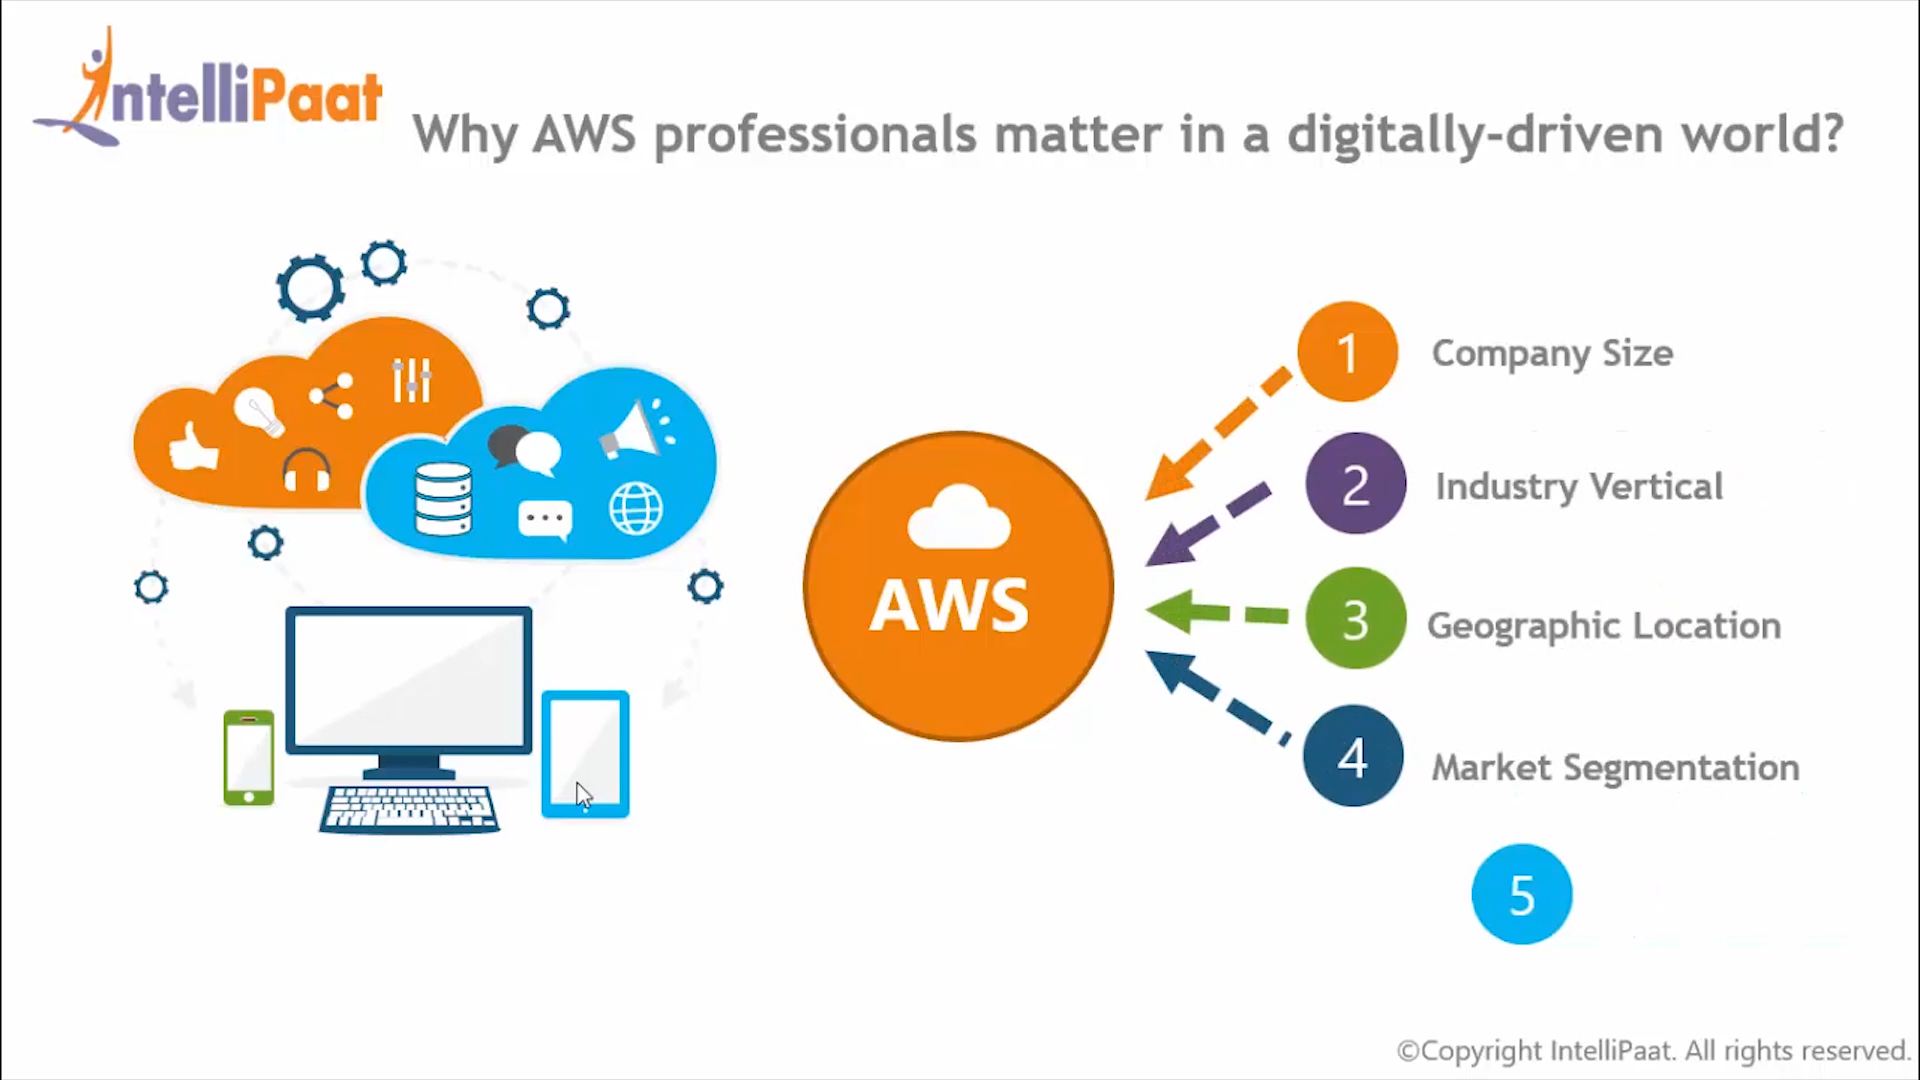 IntelliPaat
Why AWS professionals matter in a digitally-driven world?
AWS
1 Company Size
2 Industry Vertical
3 Geographic Location
4 Market Segmentation
5
©Copyright IntelliPaat. All rights reserved.